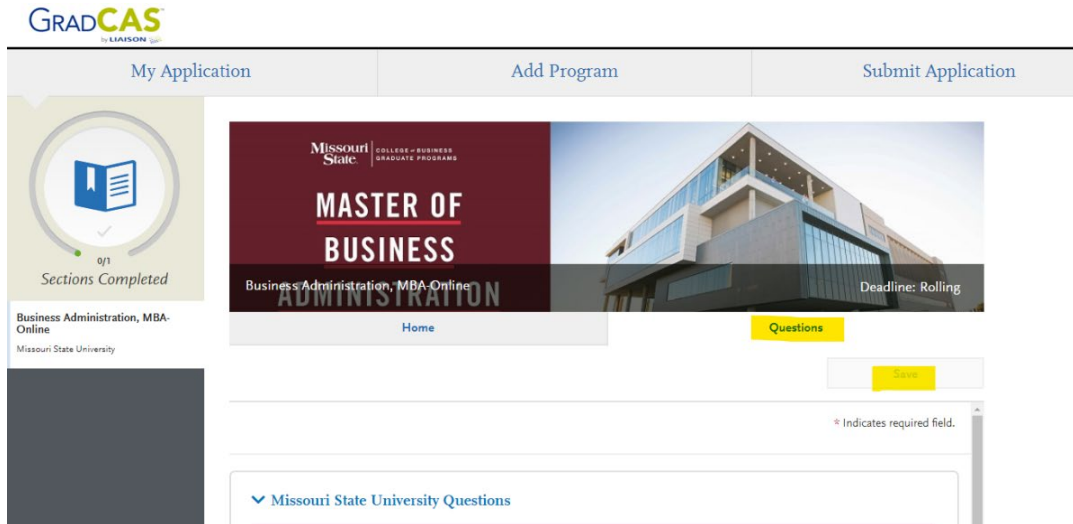 GRADCAS
by LIAISON
My Application
Add Program
Submit Application
0/1
Sections Completed
Business Administration, MBA-
Online
Missouri State University
Missouri
State
COLLEGE of BUSINESS
GRADUATE PROGRAMS
MASTER OF
BUSINESS
ADMINISTRATION
Business Administration, MBA-Online
Deadline: Rolling
Home
Questions
Save
* Indicates required field.
Missouri State University Questions